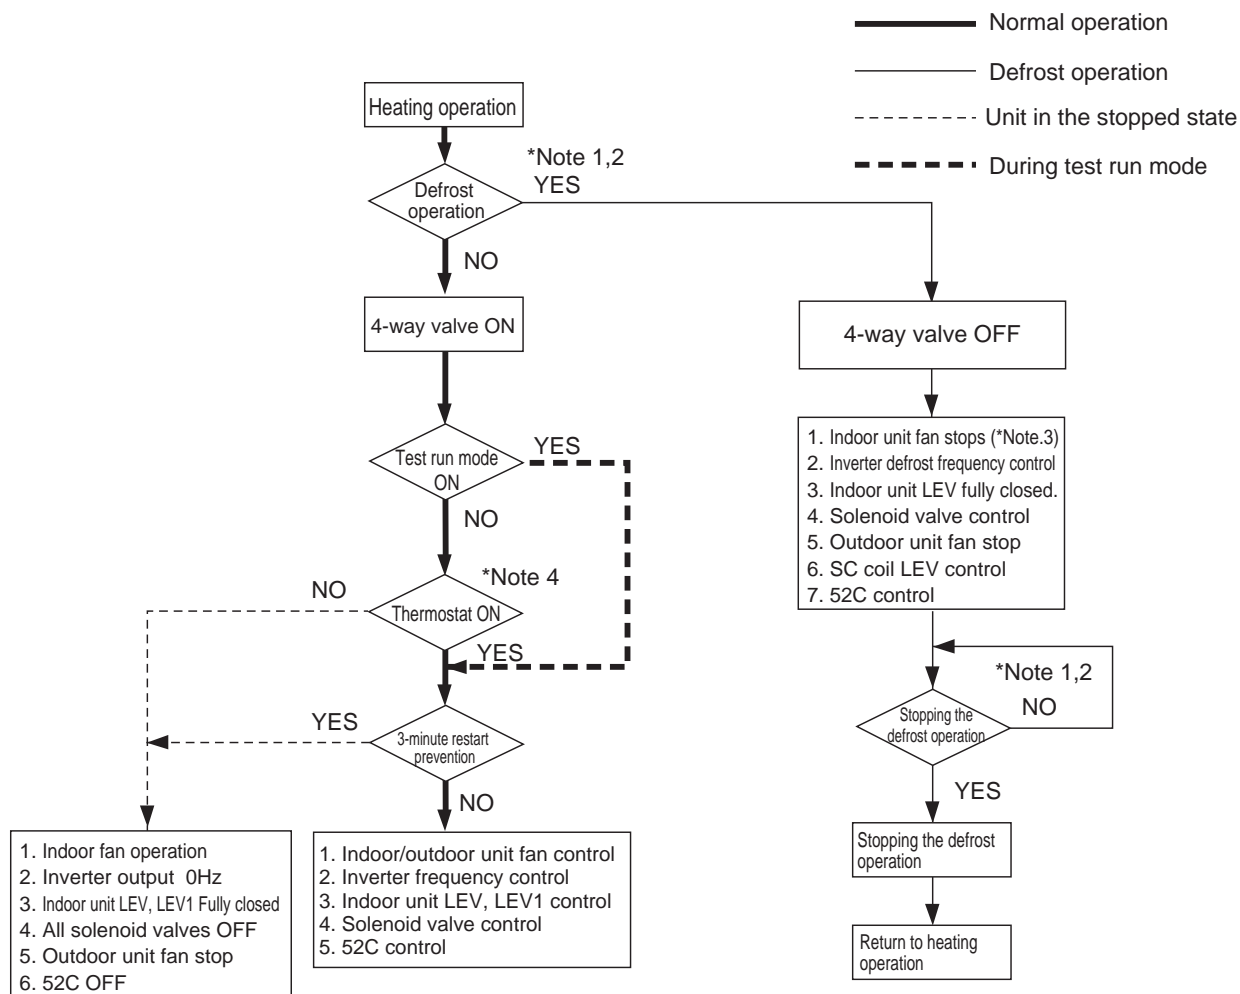 Normal operation
Defrost operation
Unit in the stopped state
During test run mode
Heating operation
*Note 1,2
YES
Defrost
operation
NO
4-way valve ON
4-way valve OFF
YES
Test run mode
ON
NO
1. Indoor unit fan stops (*Note.3)
2. Inverter defrost frequency control
3. Indoor unit LEV fully closed.
4. Solenoid valve control
5. Outdoor unit fan stop
6. SC coil LEV control
7. 52C control
*Note 4
NO
Thermostat ON
YES
*Note 1,2
NO
Stopping the
defrost operation
YES
YES
3-minute restart
prevention
NO
Stopping the defrost
operation
Return to heating
operation
1. Indoor fan operation
2. Inverter output 0Hz
3. Indoor unit LEV, LEV1 Fully closed
4. All solenoid valves OFF
5. Outdoor unit fan stop
6. 52C OFF
1. Indoor/outdoor unit fan control
2. Inverter frequency control
3. Indoor unit LEV, LEV1 control
4. Solenoid valve control
5. 52C control